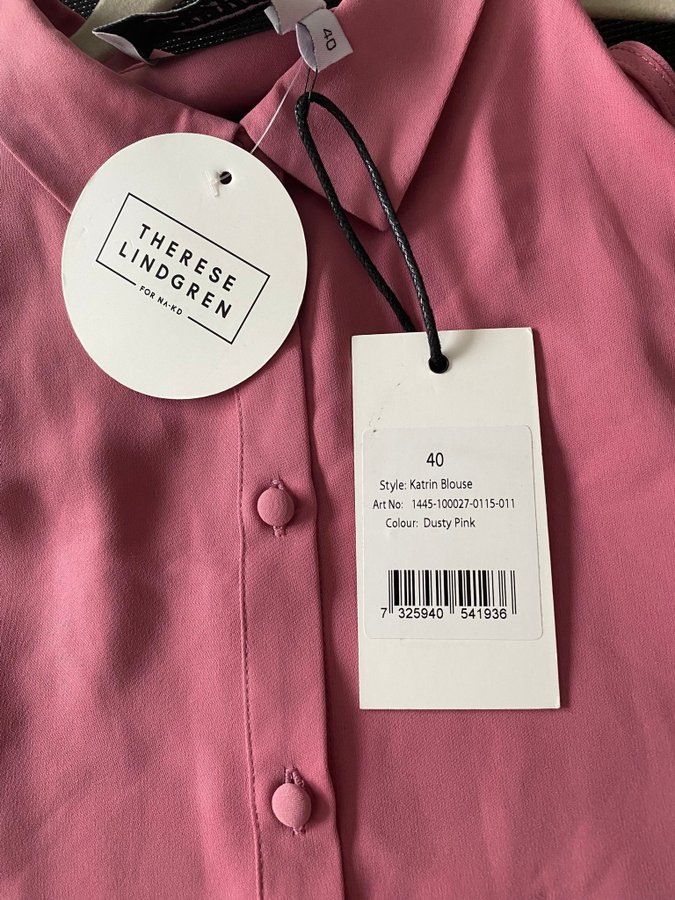 40
THERESE
LINDGREN
FOR NA-KD
40
Style: Katrin Blouse
Art No: 1445-100027-0115-011
Colour: Dusty Pink
7 325940 541936